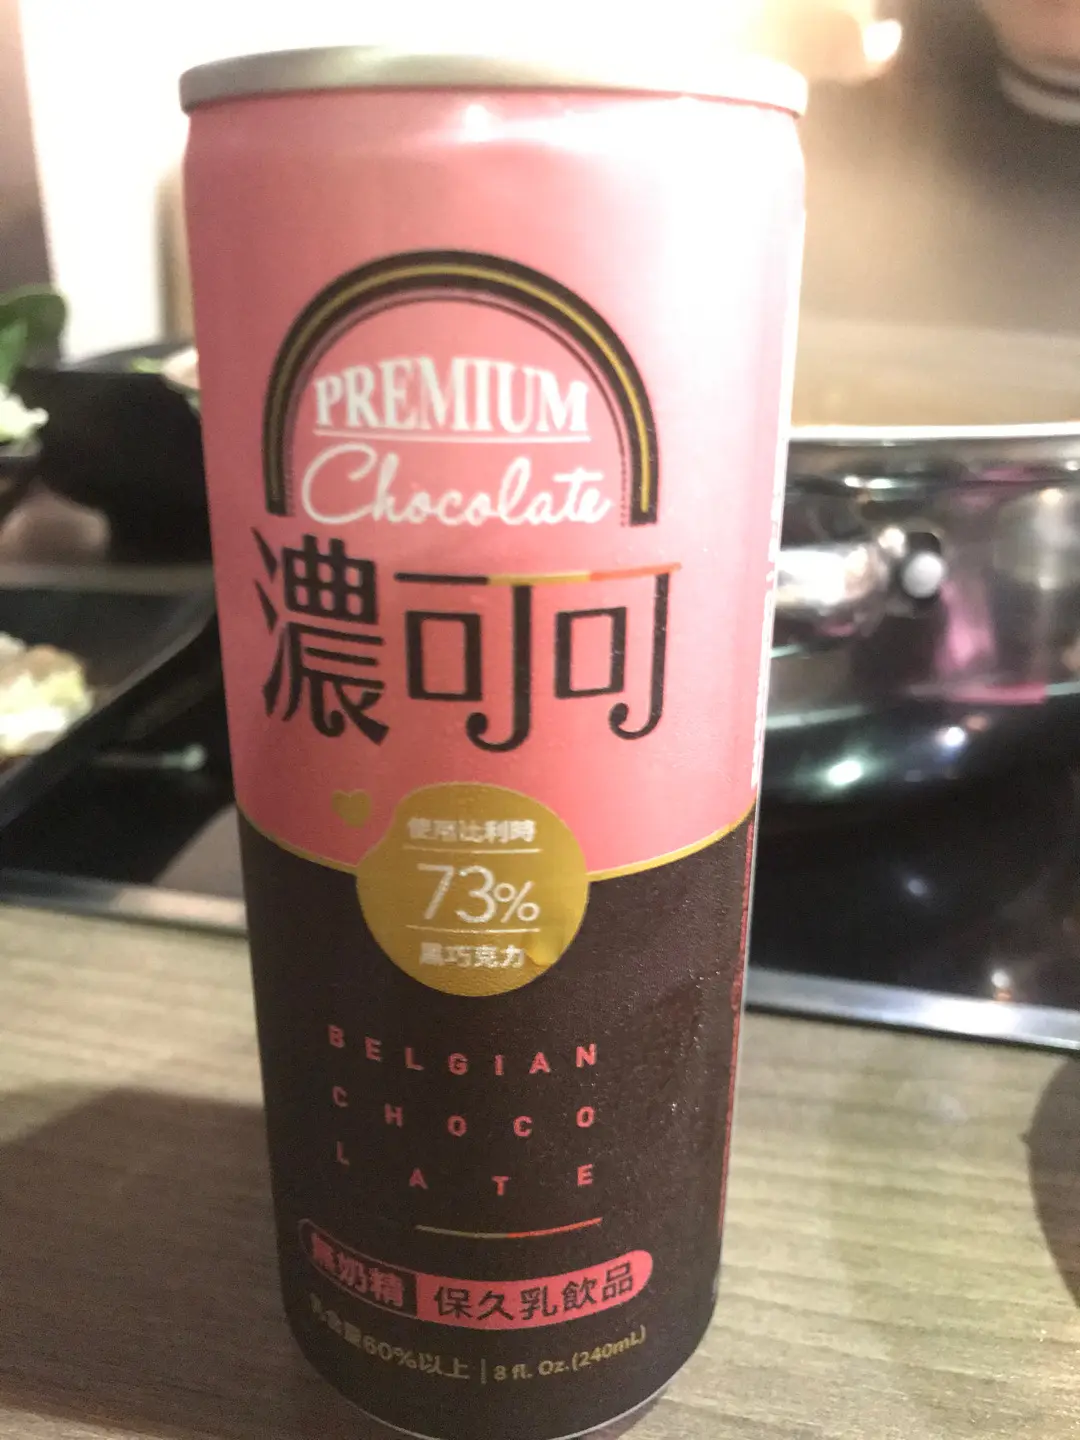 PREMIUM
Chocolate
濃可可
使用比利時
73%
黑巧克力
BELGIAN
CHOCO
LATE
無奶精 保久乳飲品
乳含量60%以上 | 8 fl. Oz.(240mL)